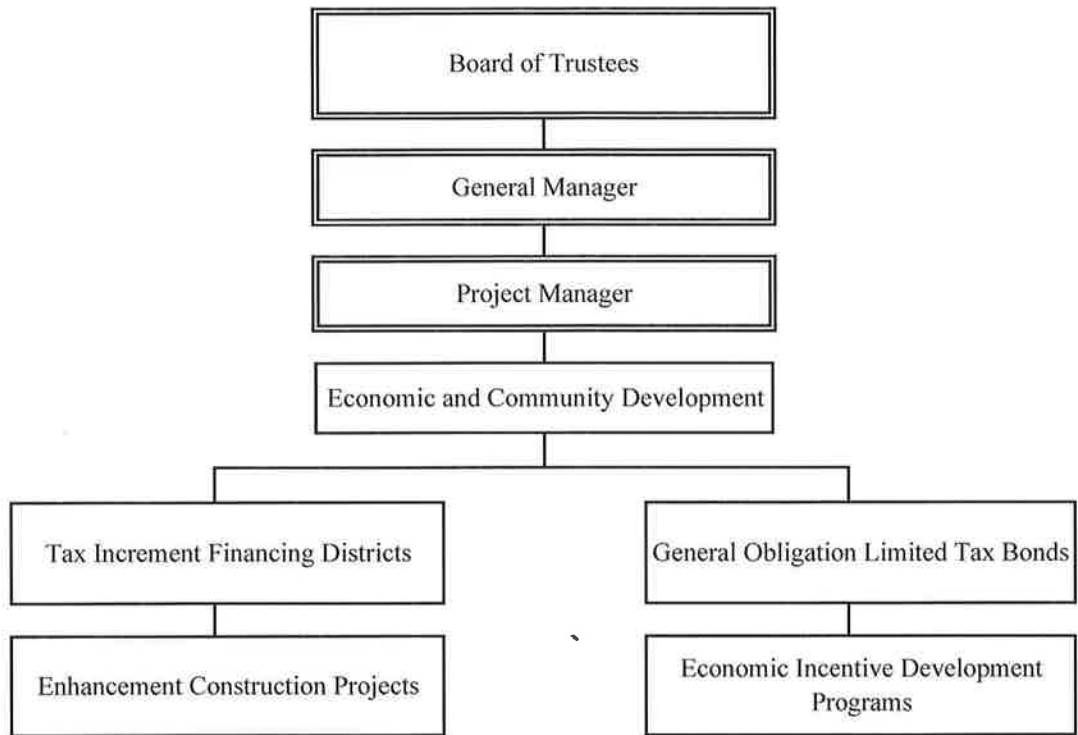 Board of Trustees
General Manager
Project Manager
Economic and Community Development
Tax Increment Financing Districts
General Obligation Limited Tax Bonds
Enhancement Construction Projects
Economic Incentive Development
Programs